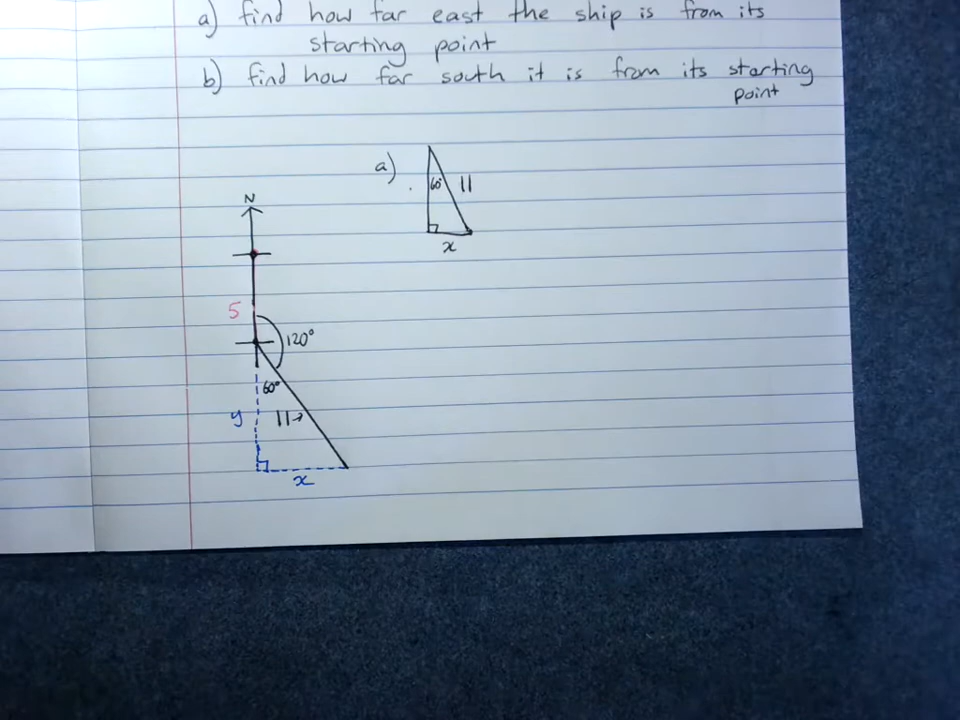 a) find how far east the ship is from its
starting point
b) find how far south it is from its starting
point
a)
60°
11
x
N
5
120°
60°
y
11→
x